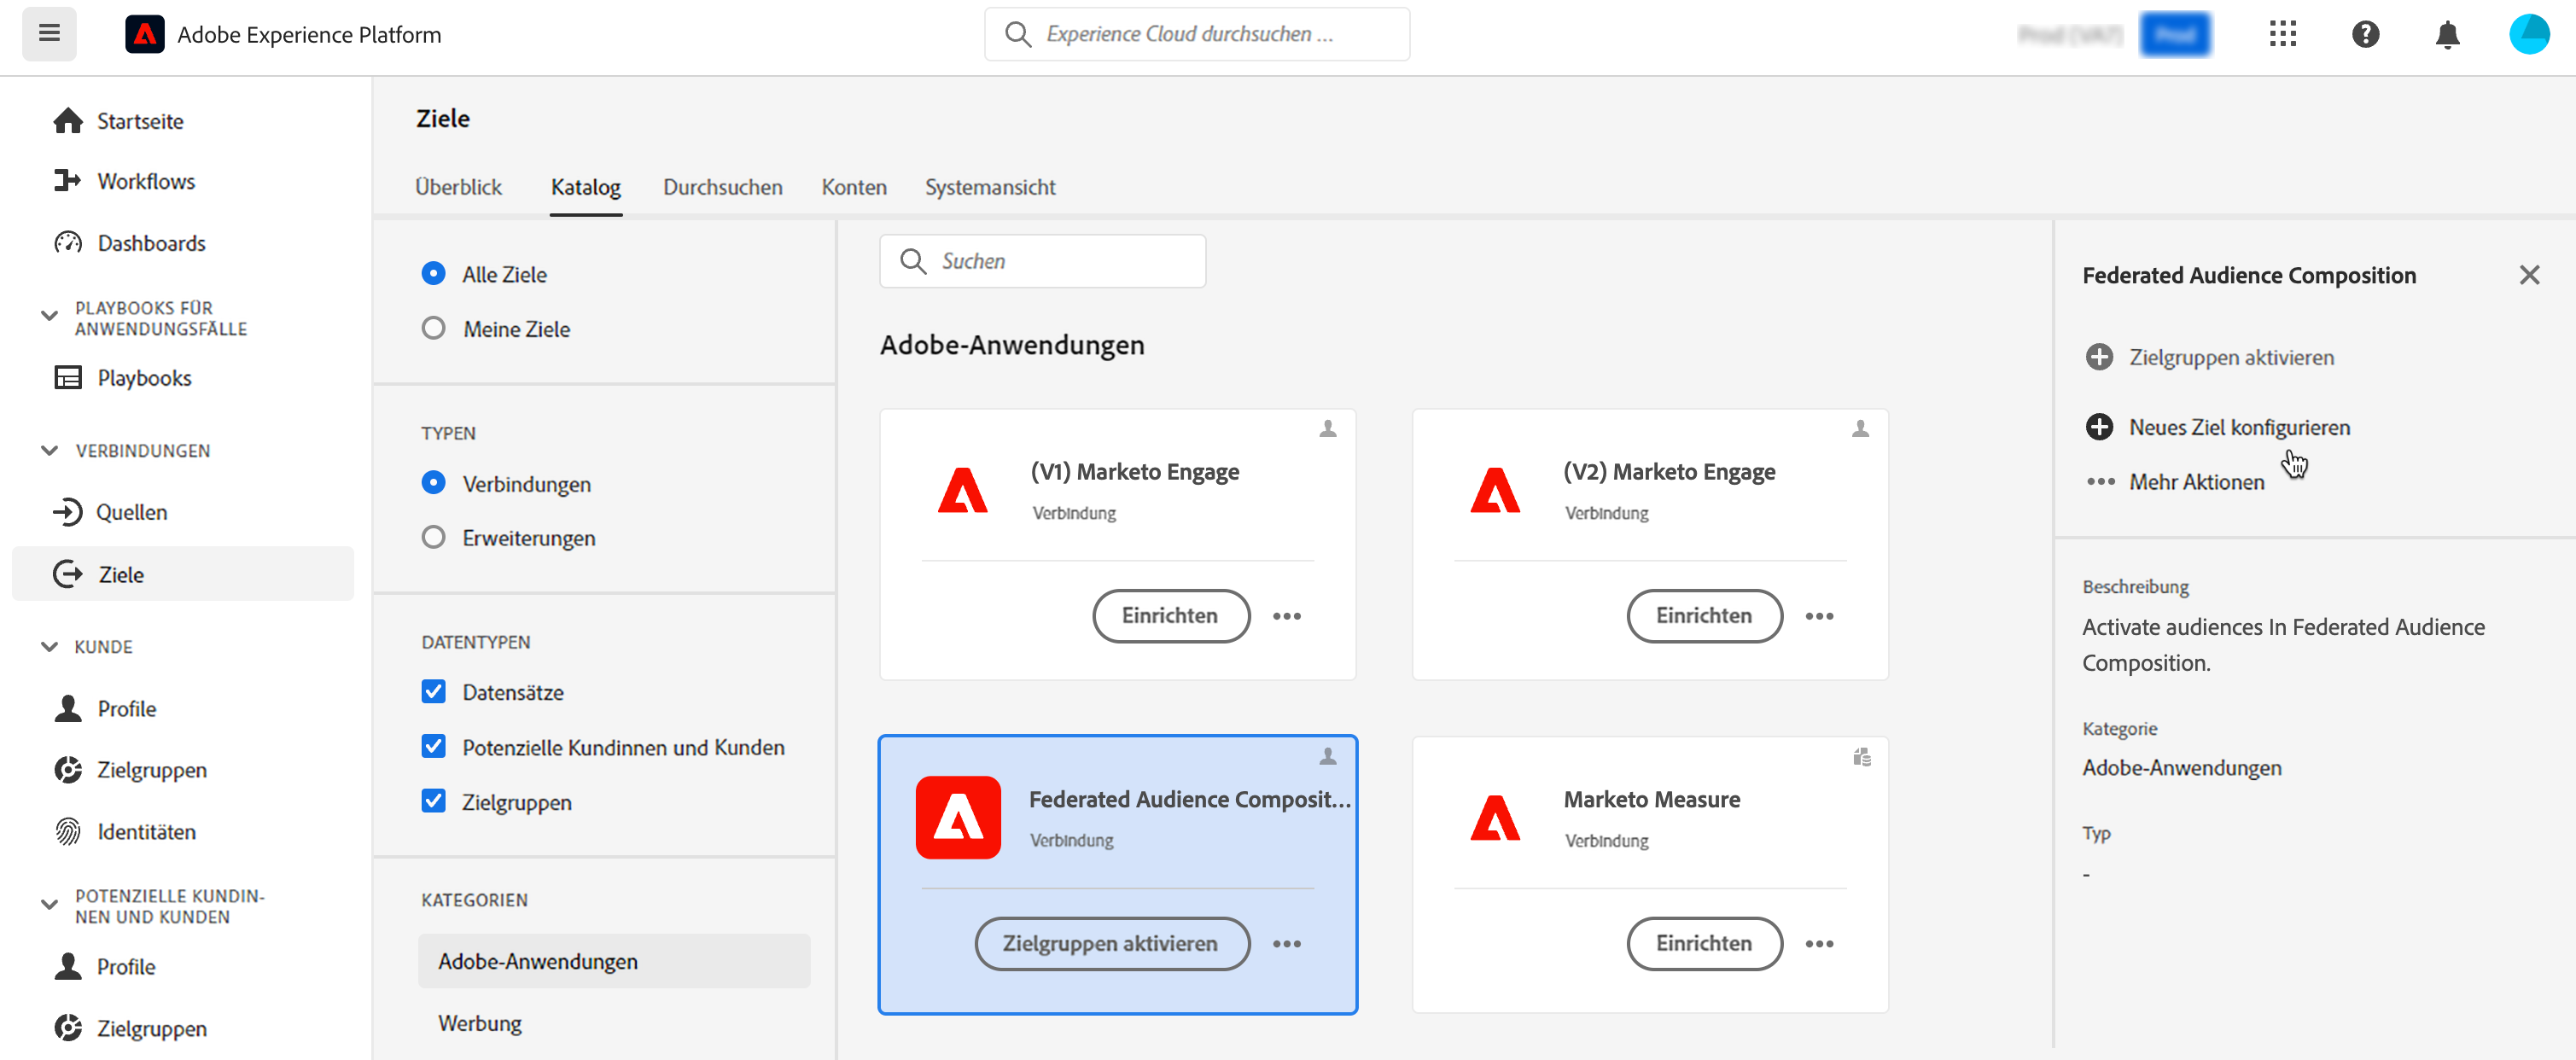 Adobe Experience Platform
Experience Cloud durchsuchen ...
Startseite
Workflows
Dashboards
PLAYBOOKS FÜR
ANWENDUNGSFÄLLE
Playbooks
VERBINDUNGEN
Quellen
Ziele
KUNDE
Profile
Zielgruppen
Identitäten
POTENZIELLE KUNDIN-
NEN UND KUNDEN
Profile
Zielgruppen
Ziele
Überblick
Katalog
Durchsuchen
Konten
Systemansicht
Alle Ziele
Meine Ziele
TYPEN
Verbindungen
Erweiterungen
DATENTYPEN
Datensätze
Potenzielle Kundinnen und Kunden
Zielgruppen
KATEGORIEN
Adobe-Anwendungen
Werbung
Suchen
Adobe-Anwendungen
(V1) Marketo Engage
Verbindung
Einrichten
(V2) Marketo Engage
Verbindung
Einrichten
Federated Audience Composit...
Verbindung
Zielgruppen aktivieren
Marketo Measure
Verbindung
Einrichten
Federated Audience Composition
Zielgruppen aktivieren
Neues Ziel konfigurieren
Mehr Aktionen
Beschreibung
Activate audiences In Federated Audience
Composition.
Kategorie
Adobe-Anwendungen
Typ
-